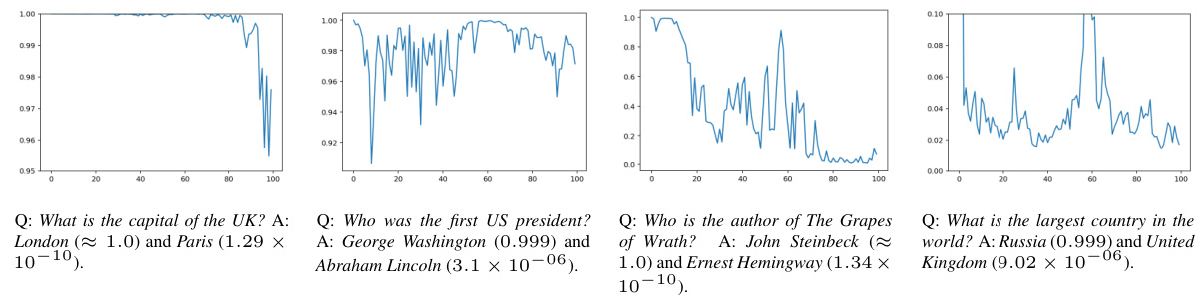 1.00
0.99
0.98
0.97
0.96
0.95
0 20 40 60 80 100
1.00
0.98
0.96
0.94
0.92
0 20 40 60 80 100
1.0
0.8
0.6
0.4
0.2
0.0
0 20 40 60 80 100
0.10
0.08
0.06
0.04
0.02
0.00
0 20 40 60 80 100
Q: What is the capital of the UK? A:
London (≈ 1.0) and Paris (1.29 ×
10⁻¹⁰).
Q: Who was the first US president?
A: George Washington (0.999) and
Abraham Lincoln (3.1 × 10⁻⁰⁶).
Q: Who is the author of The Grapes
of Wrath? A: John Steinbeck (≈
1.0) and Ernest Hemingway (1.34 ×
10⁻¹⁰).
Q: What is the largest country in the
world? A: Russia (0.999) and United
Kingdom (9.02 × 10⁻⁰⁶).